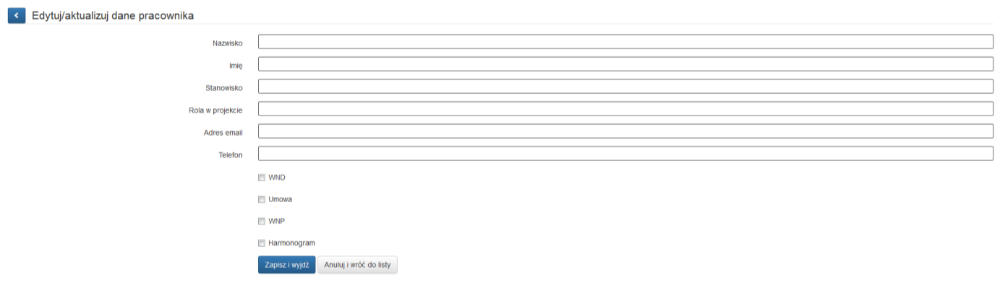 Edytuj/aktualizuj dane pracownika
Nazwisko
Imię
Stanowisko
Rola w projekcie
Adres email
Telefon
WND
Umowa
WNP
Harmonogram
Zapisz i wyjdź Anuluj i wróć do listy